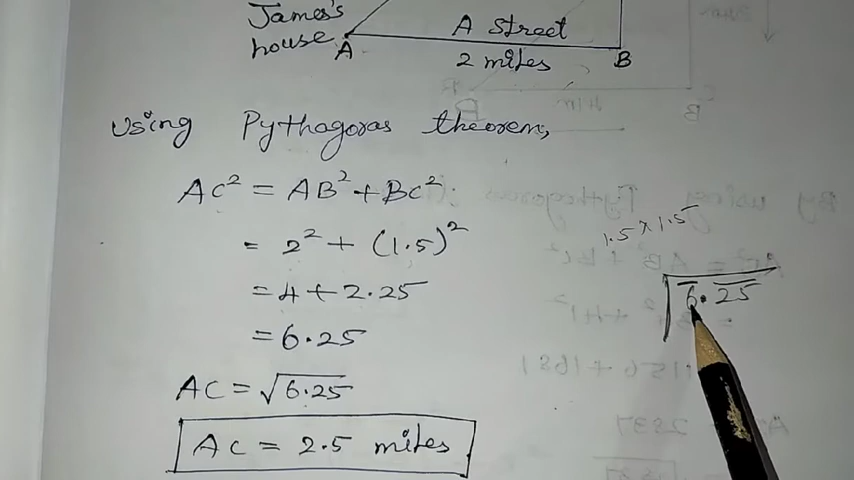 James's
house A
A street
2 miles
B
Using Pythagoras theorem,
AC² = AB² + BC²
= 2² + (1.5)²
= 4 + 2.25
= 6.25
AC = √6.25
AC = 2.5 miles
1.5 x 1.5
6.25